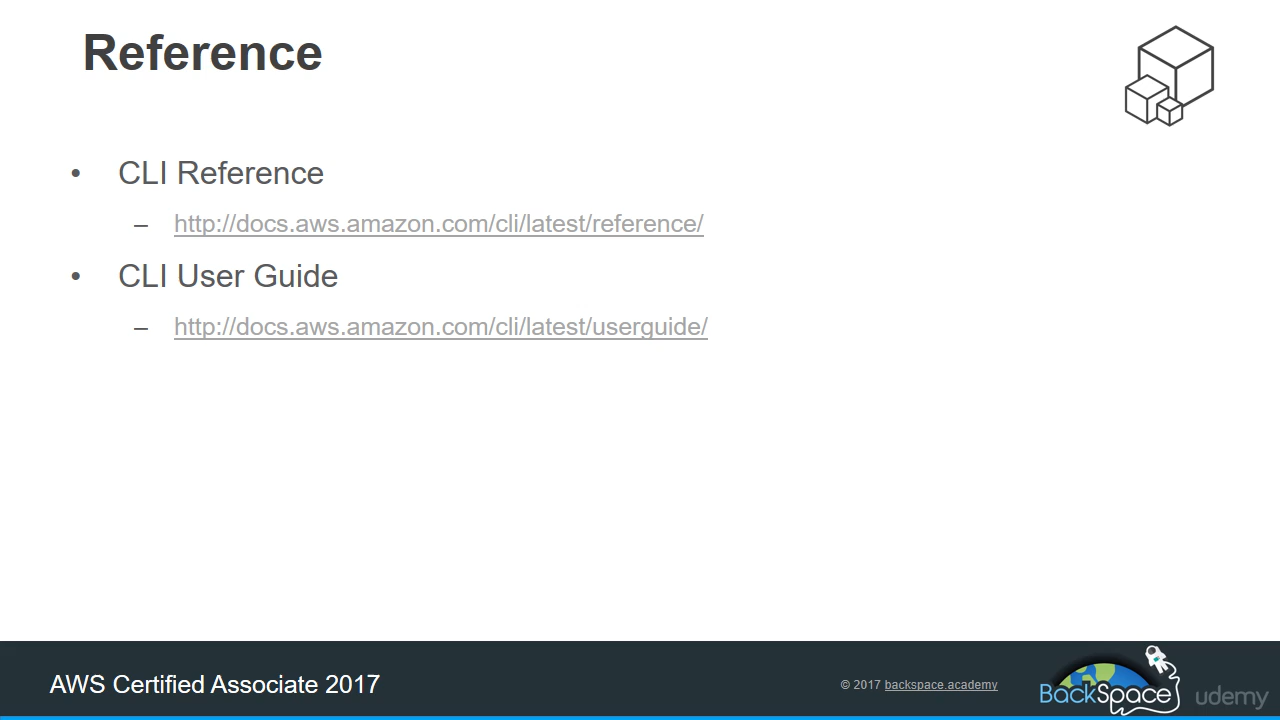 Reference
• CLI Reference
– http://docs.aws.amazon.com/cli/latest/reference/
• CLI User Guide
– http://docs.aws.amazon.com/cli/latest/userguide/
AWS Certified Associate 2017
© 2017 backspace.academy
BackSpace
udemy